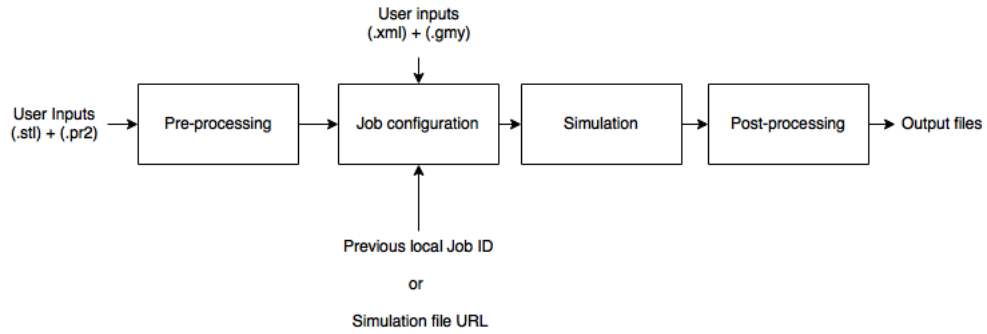 User inputs
(.xml) + (.gmy)
User Inputs
(.stl) + (.pr2)
Pre-processing
Job configuration
Simulation
Post-processing
Output files
Previous local Job ID
or
Simulation file URL